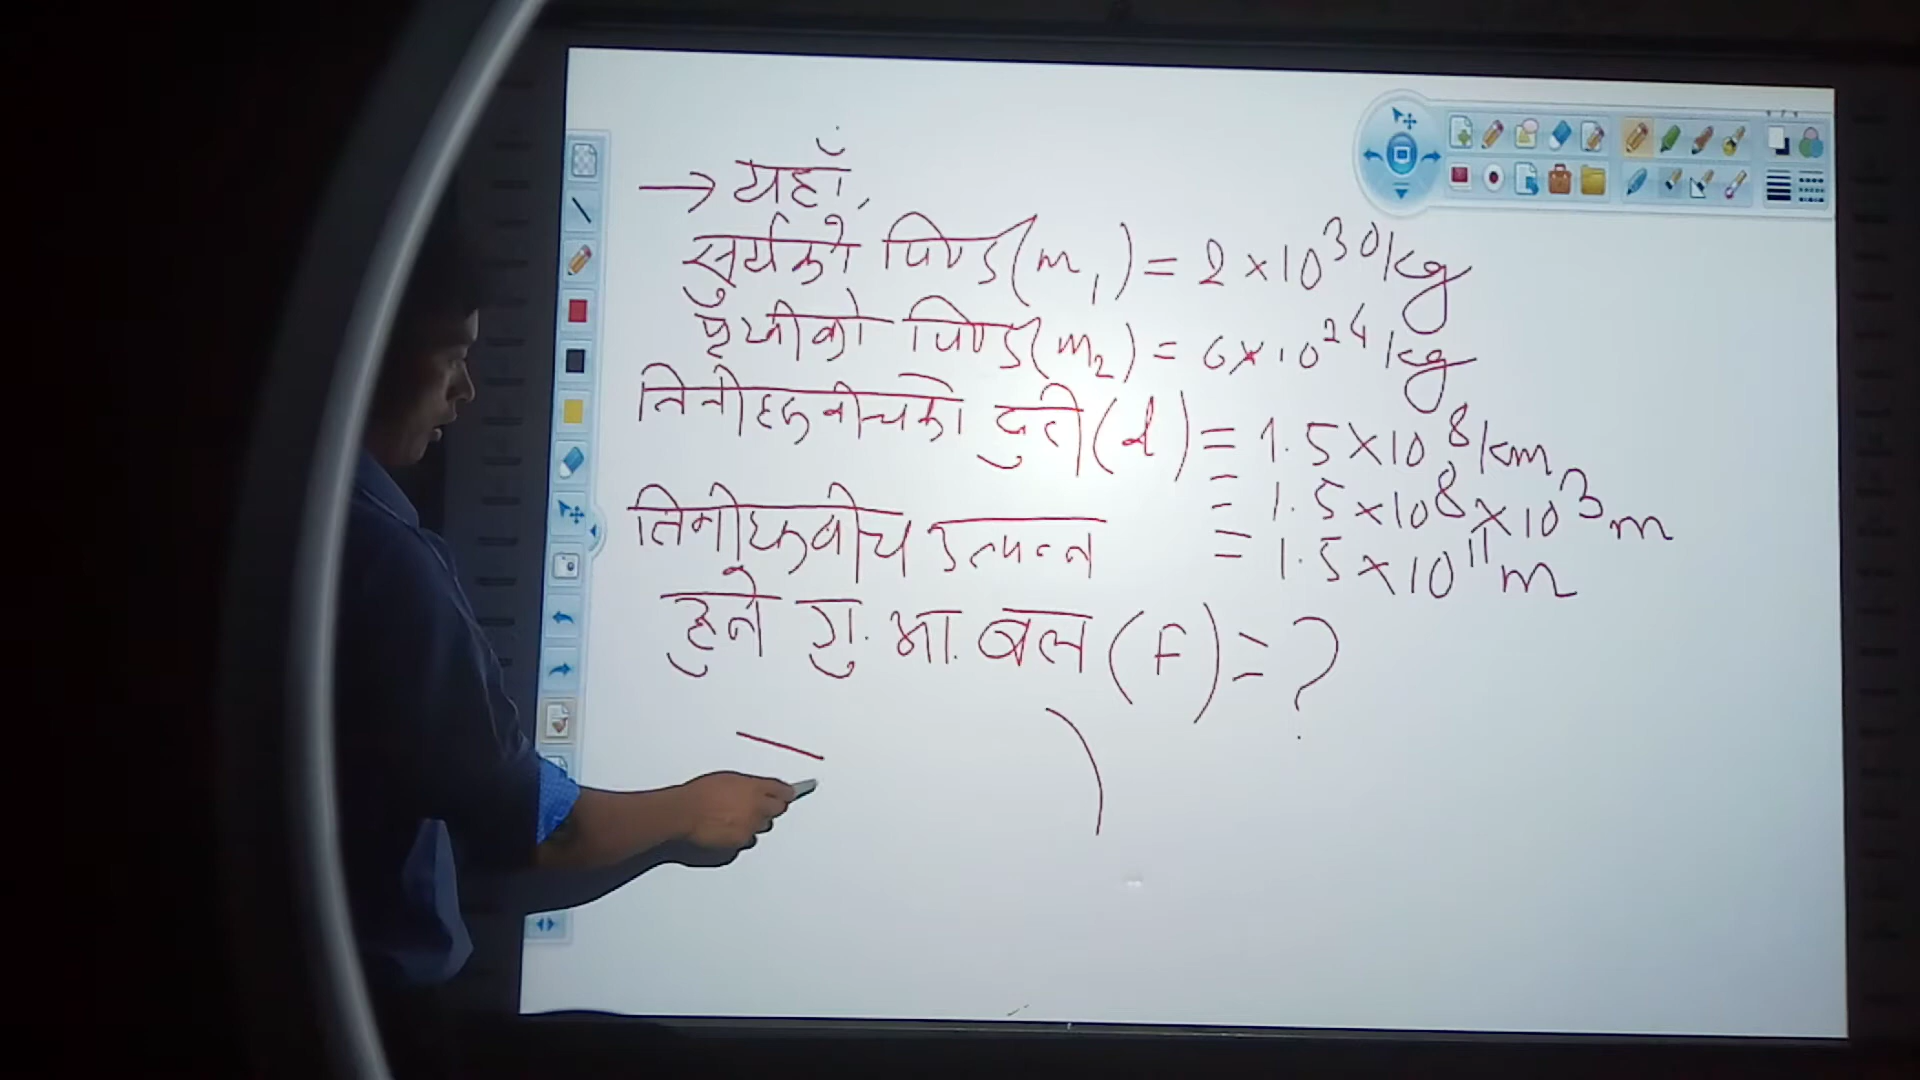 → यहाँ,
सुर्यको पिण्ड (m₁) = 2 × 10³⁰ kg
पृथ्वीको पिण्ड (m₂) = 6 × 10²⁴ kg
तिनीहरुबीचको दुरी (d) = 1.5 × 10⁸ km
= 1.5 × 10⁸ × 10³ m
= 1.5 × 10¹¹ m
तिनीहरुबीच उत्पन्न
हुने गु. आ. बल (F) = ?